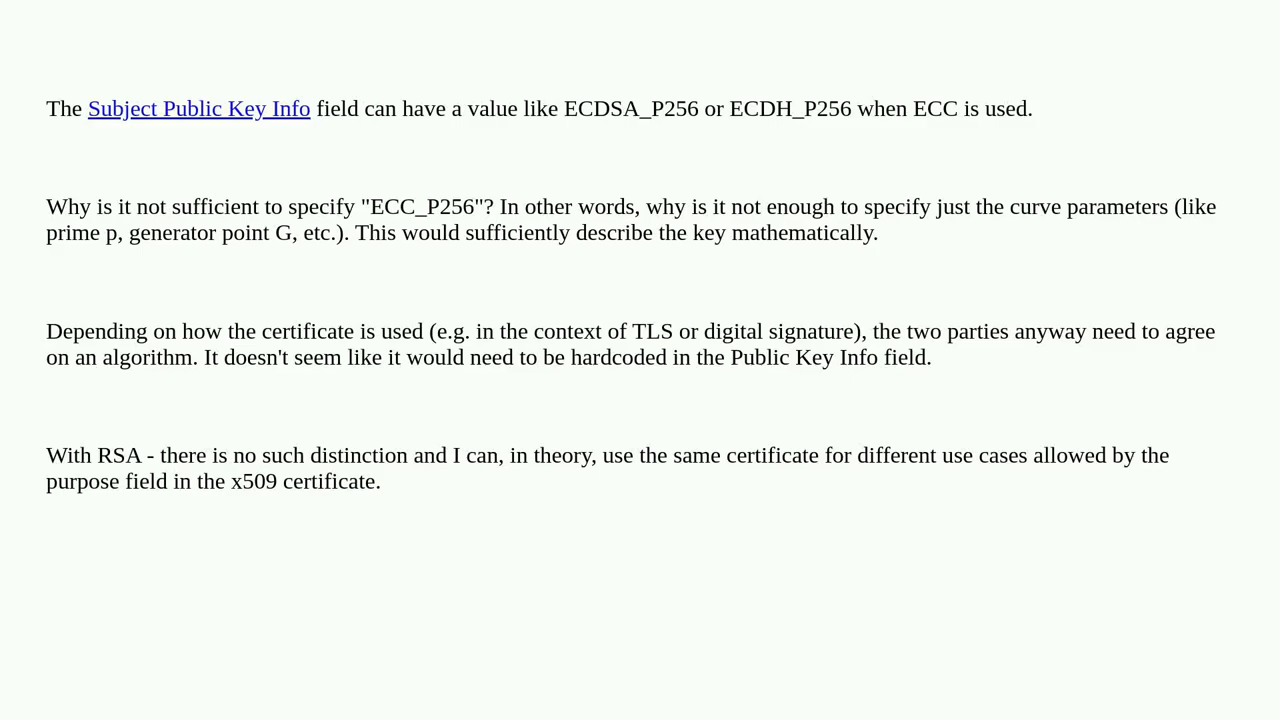 The Subject Public Key Info field can have a value like ECDSA_P256 or ECDH_P256 when ECC is used.
Why is it not sufficient to specify "ECC_P256"? In other words, why is it not enough to specify just the curve parameters (like
prime p, generator point G, etc.). This would sufficiently describe the key mathematically.
Depending on how the certificate is used (e.g. in the context of TLS or digital signature), the two parties anyway need to agree
on an algorithm. It doesn't seem like it would need to be hardcoded in the Public Key Info field.
With RSA - there is no such distinction and I can, in theory, use the same certificate for different use cases allowed by the
purpose field in the x509 certificate.